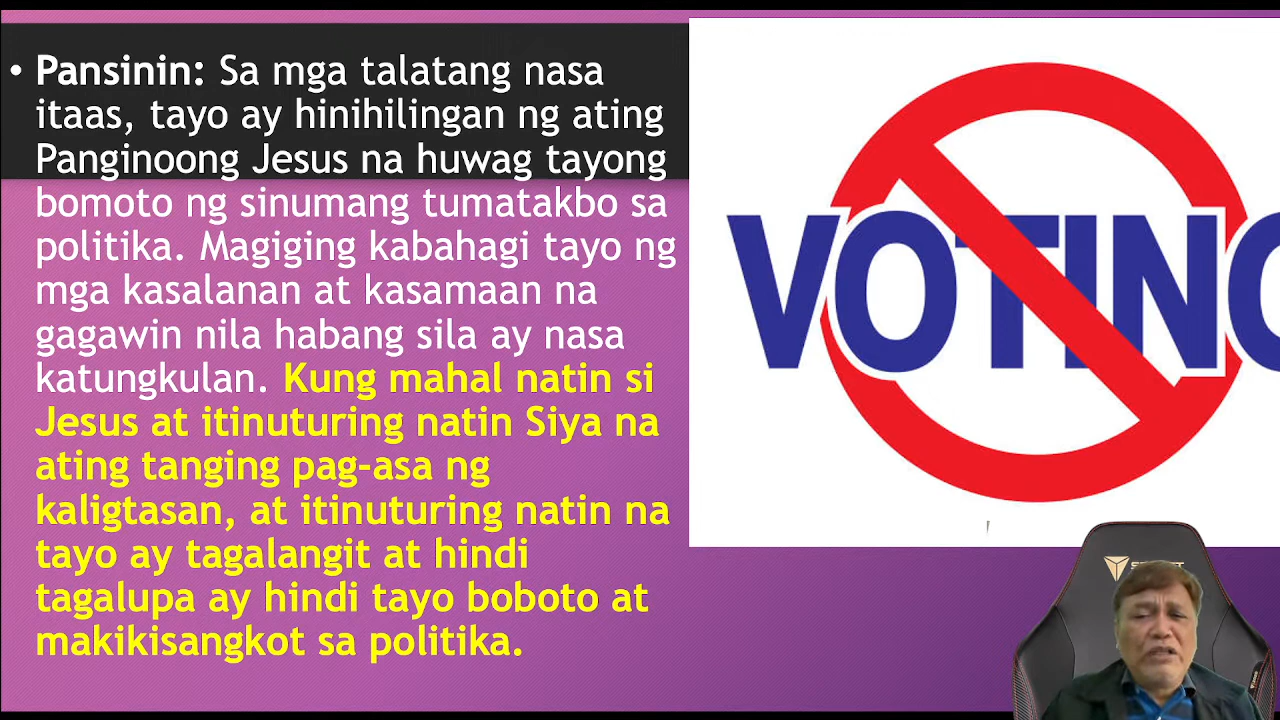 • Pansinin: Sa mga talatang nasa
itaas, tayo ay hinihilingan ng ating
Panginoong Jesus na huwag tayong
bomoto ng sinumang tumatakbo sa
politika. Magiging kabahagi tayo ng
mga kasalanan at kasamaan na
gagawin nila habang sila ay nasa
katungkulan. Kung mahal natin si
Jesus at itinuturing natin Siya na
ating tanging pag-asa ng
kaligtasan, at itinuturing natin na
tayo ay tagalangit at hindi
tagalupa ay hindi tayo boboto at
makikisangkot sa politika.
VOTING